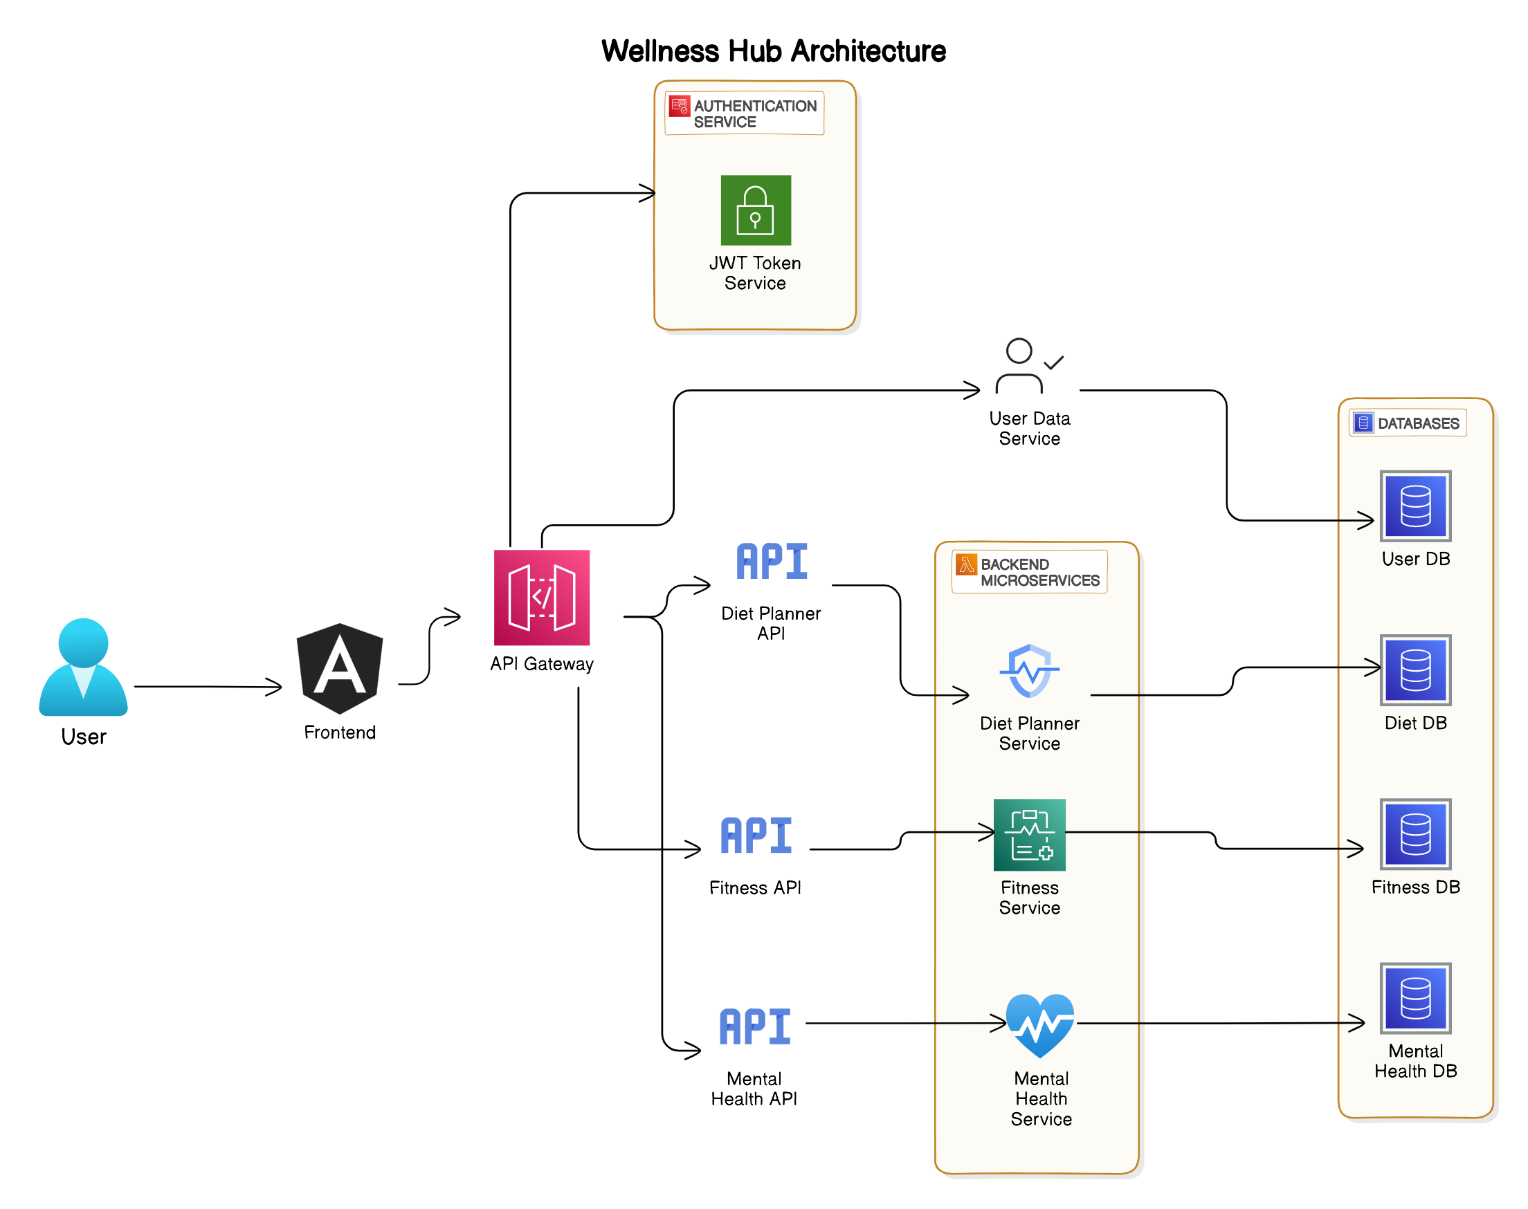 Wellness Hub Architecture
AUTHENTICATION
SERVICE
JWT Token
Service
User Data
Service
DATABASES
User DB
API
Diet Planner
API
BACKEND
MICROSERVICES
API Gateway
User
Frontend
Diet Planner
Service
Diet DB
API
Fitness API
Fitness
Service
Fitness DB
API
Mental
Health API
Mental
Health
Service
Mental
Health DB